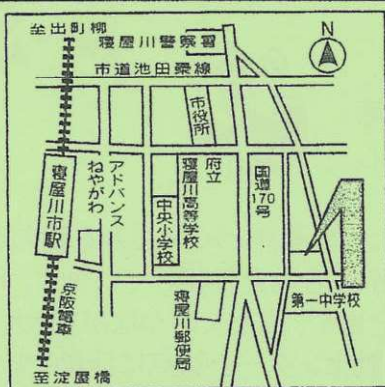 至出町柳
寝屋川警察署
N
市道池田秦線
市役所
アドバンス
ねやがわ
府立
寝屋川高等学校
中央小学校
国道170号
寝屋川市駅
京阪電車
第一中学校
寝屋川郵便局
至淀屋橋